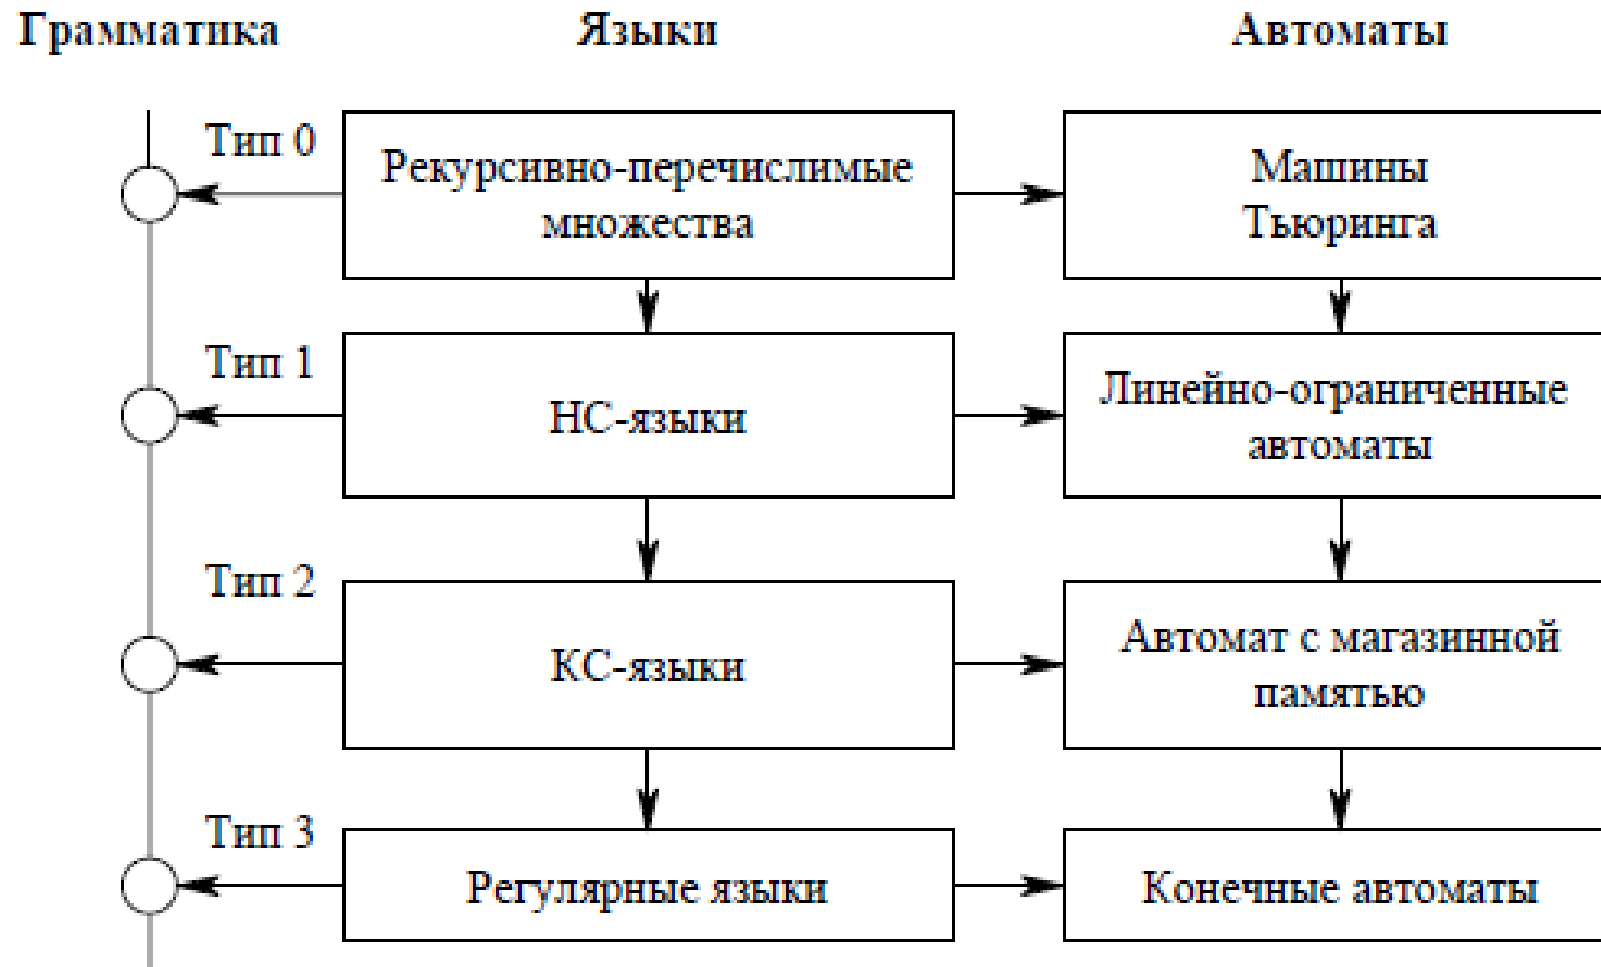 Грамматика
Языки
Автоматы
Тип 0
Рекурсивно-перечислимые
множества
Машины
Тьюринга
Тип 1
НС-языки
Линейно-ограниченные
автоматы
Тип 2
КС-языки
Автомат с магазинной
памятью
Тип 3
Регулярные языки
Конечные автоматы